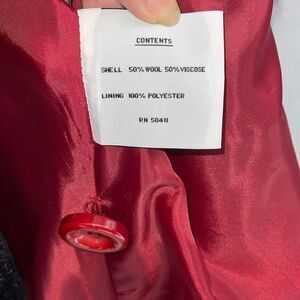 CONTENTS
SHELL 50% WOOL 50% VISCOSE
LINING 100% POLYESTER
RN 50411